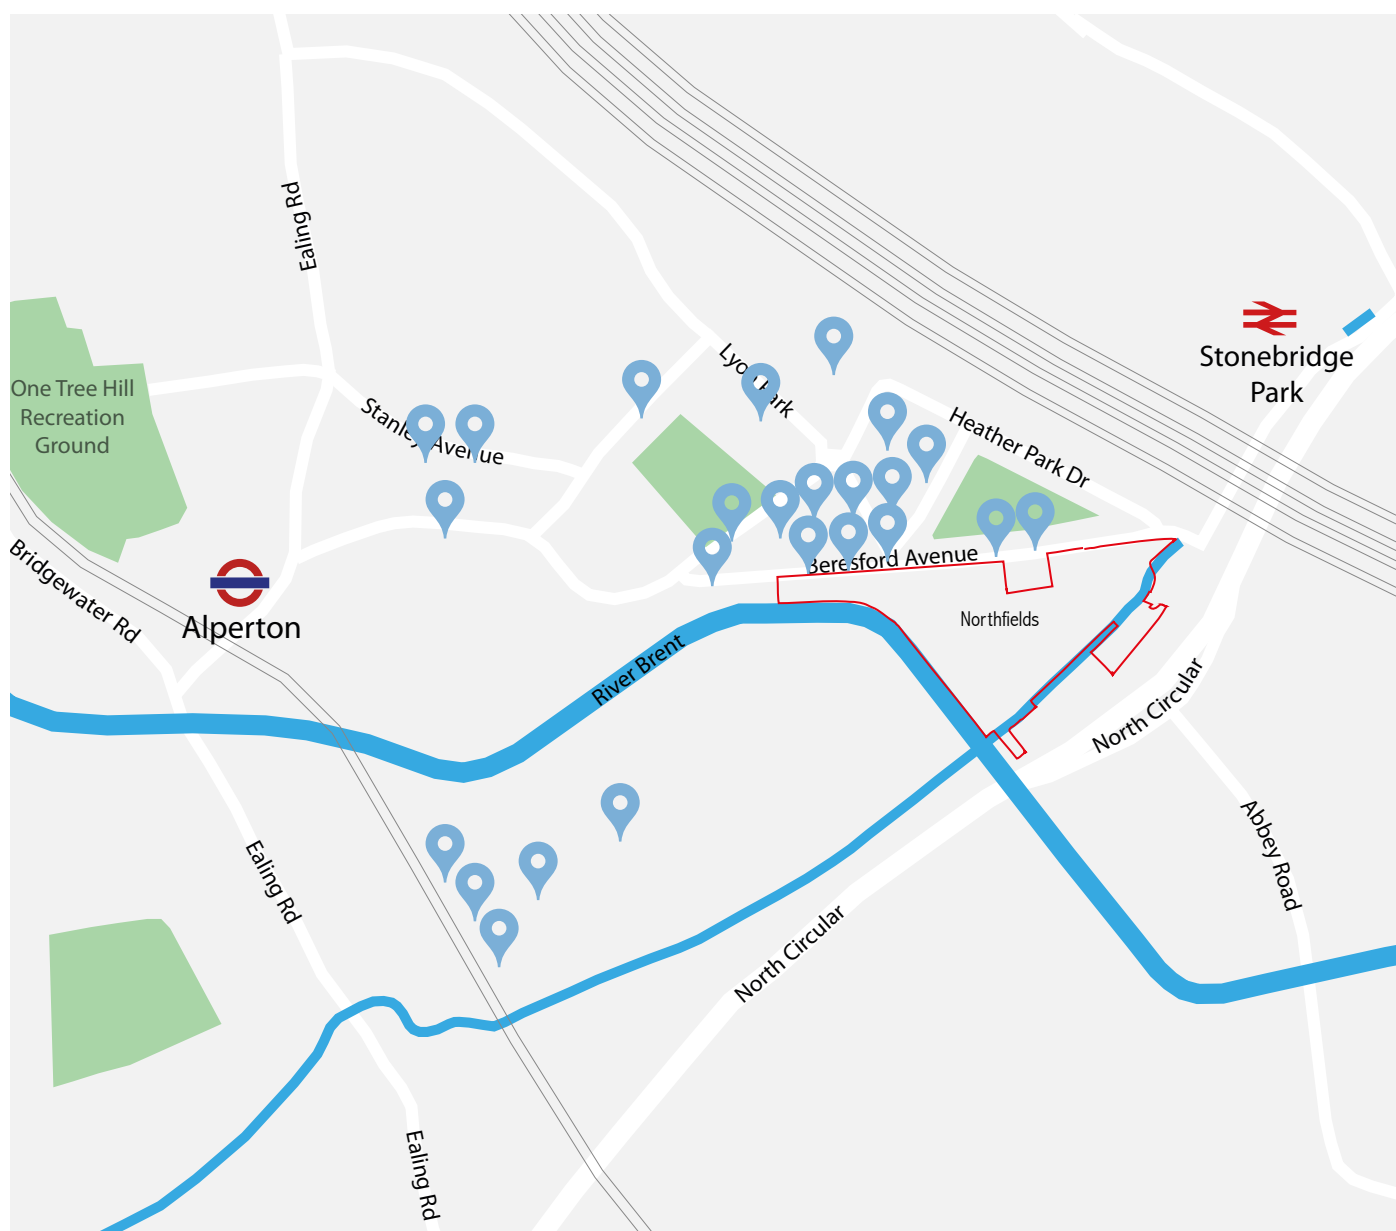 Ealing Rd
One Tree Hill
Recreation
Ground
Stanley Avenue
Lyon Park
Heather Park Dr
Stonebridge
Park
Beresford Avenue
Bridgewater Rd
Alperton
Northfields
River Brent
North Circular
Ealing Rd
Abbey Road
North Circular
Ealing Rd